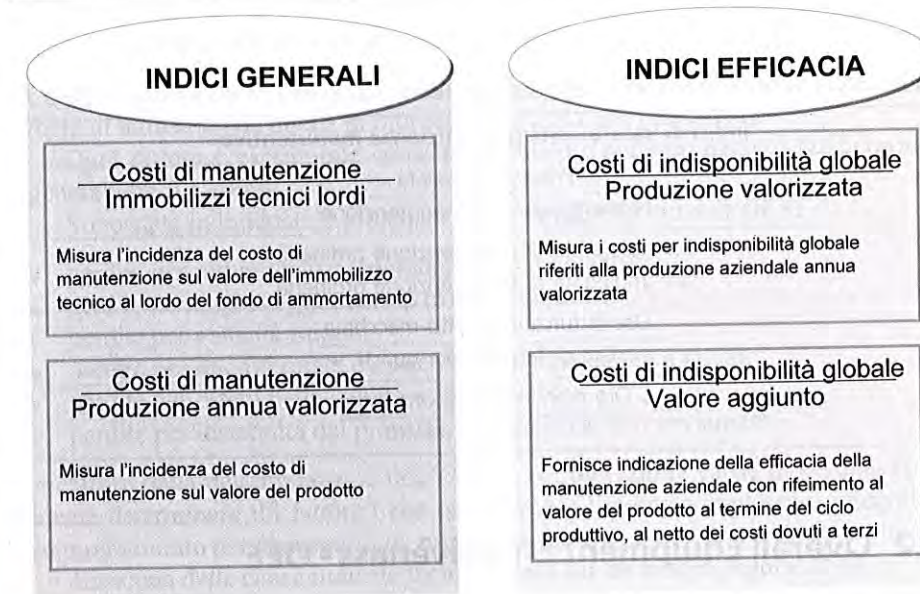 INDICI GENERALI
Costi di manutenzione
Immobilizzi tecnici lordi
Misura l'incidenza del costo di
manutenzione sul valore dell'immobilizzo
tecnico al lordo del fondo di ammortamento
Costi di manutenzione
Produzione annua valorizzata
Misura l'incidenza del costo di
manutenzione sul valore del prodotto
INDICI EFFICACIA
Costi di indisponibilità globale
Produzione valorizzata
Misura i costi per indisponibilità globale
riferiti alla produzione aziendale annua
valorizzata
Costi di indisponibilità globale
Valore aggiunto
Fornisce indicazione della efficacia della
manutenzione aziendale con rifeimento al
valore del prodotto al termine del ciclo
produttivo, al netto dei costi dovuti a terzi